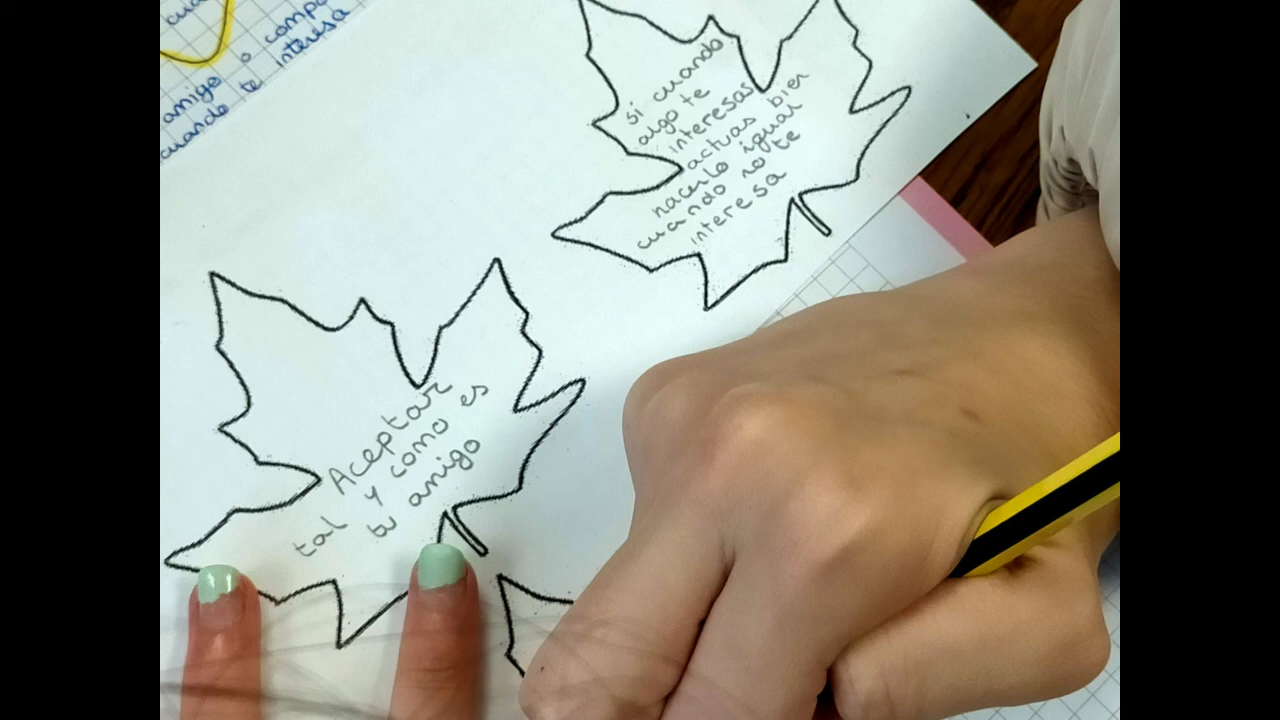 amigo o compa
cuando te interesa
si cuando
algo te
interesas
actuas bien
hacerlo igual
cuando no te
interesa
Aceptar
tal y como es
tu amigo